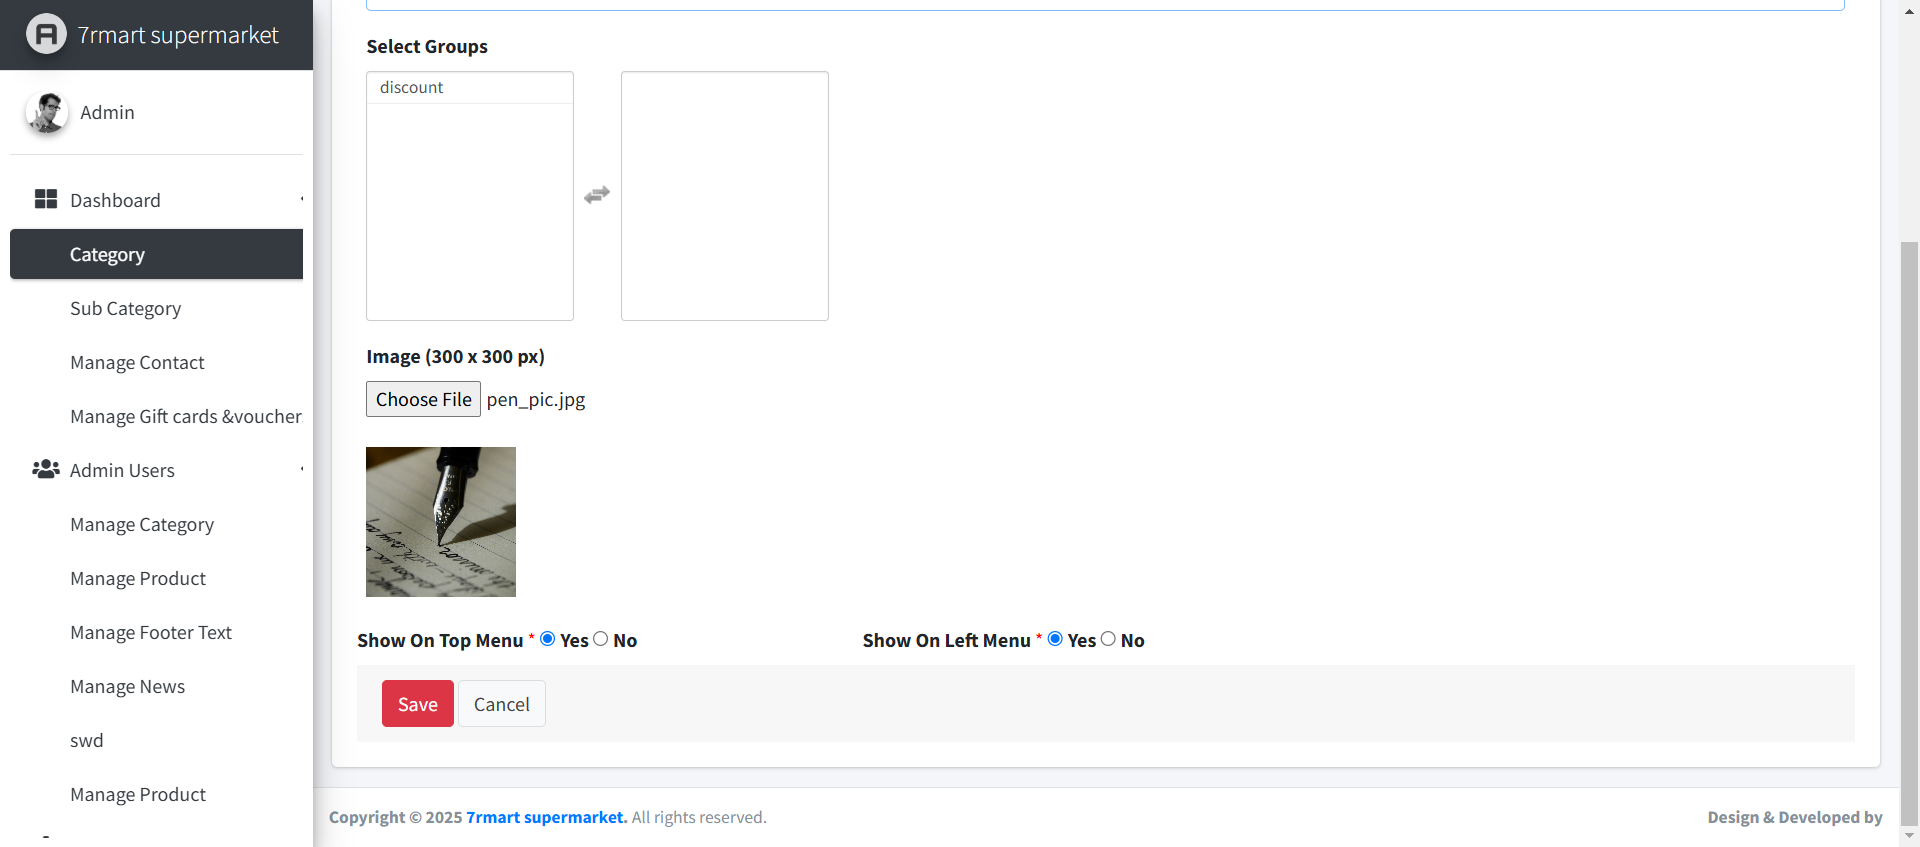 7rmart supermarket
Admin
Dashboard
Category
Sub Category
Manage Contact
Manage Gift cards &voucher
Admin Users
Manage Category
Manage Product
Manage Footer Text
Manage News
swd
Manage Product
Select Groups
discount
Image (300 x 300 px)
Choose File pen_pic.jpg
Show On Top Menu * Yes No
Show On Left Menu * Yes No
Save Cancel
Copyright © 2025 7rmart supermarket. All rights reserved.
Design & Developed by